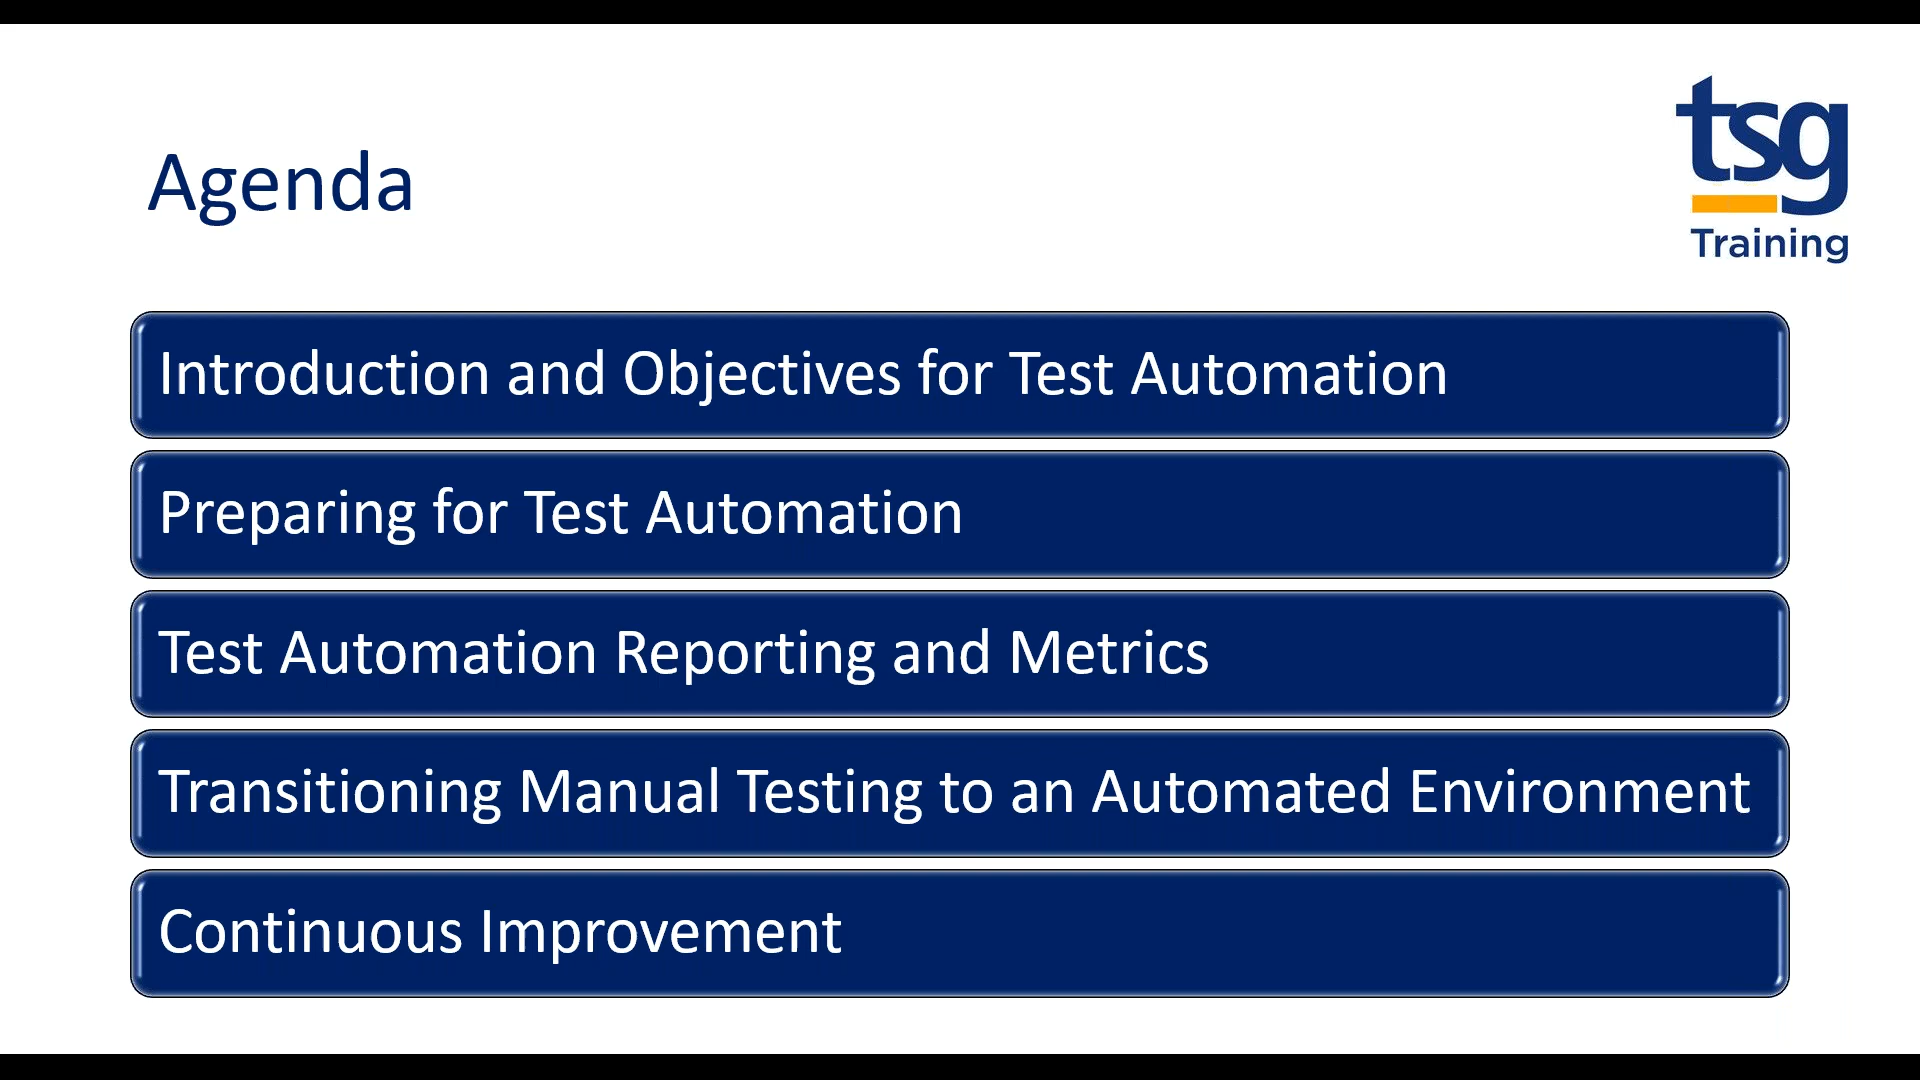 tsg
Training
Agenda
Introduction and Objectives for Test Automation
Preparing for Test Automation
Test Automation Reporting and Metrics
Transitioning Manual Testing to an Automated Environment
Continuous Improvement